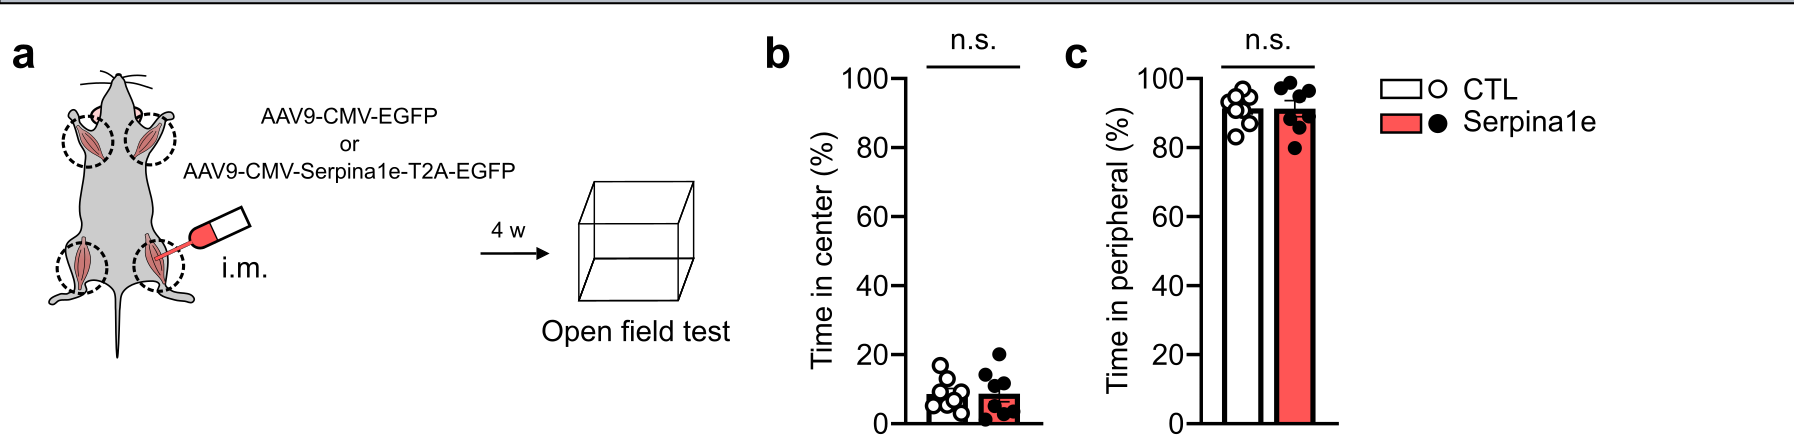 a
AAV9-CMV-EGFP
or
AAV9-CMV-Serpina1e-T2A-EGFP
i.m.
4 w
Open field test
b
n.s.
Time in center (%)
100
80
60
40
20
0
c
n.s.
Time in peripheral (%)
100
80
60
40
20
0
CTL
Serpina1e